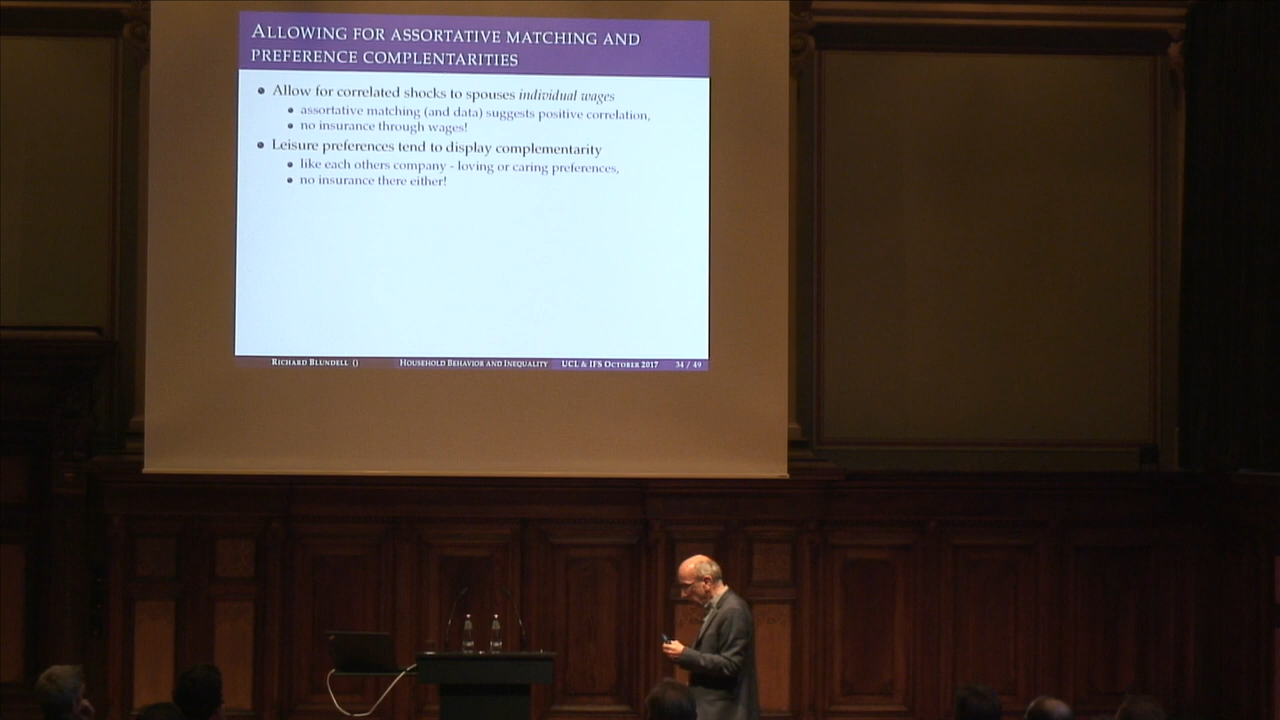 ALLOWING FOR ASSORTATIVE MATCHING AND
PREFERENCE COMPLENTARITIES
Allow for correlated shocks to spouses individual wages
assortative matching (and data) suggests positive correlation,
no insurance through wages!
Leisure preferences tend to display complementarity
like each others company - loving or caring preferences,
no insurance there either!
RICHARD BLUNDELL () HOUSEHOLD BEHAVIOR AND INEQUALITY UCL & IFS OCTOBER 2017 34 / 49